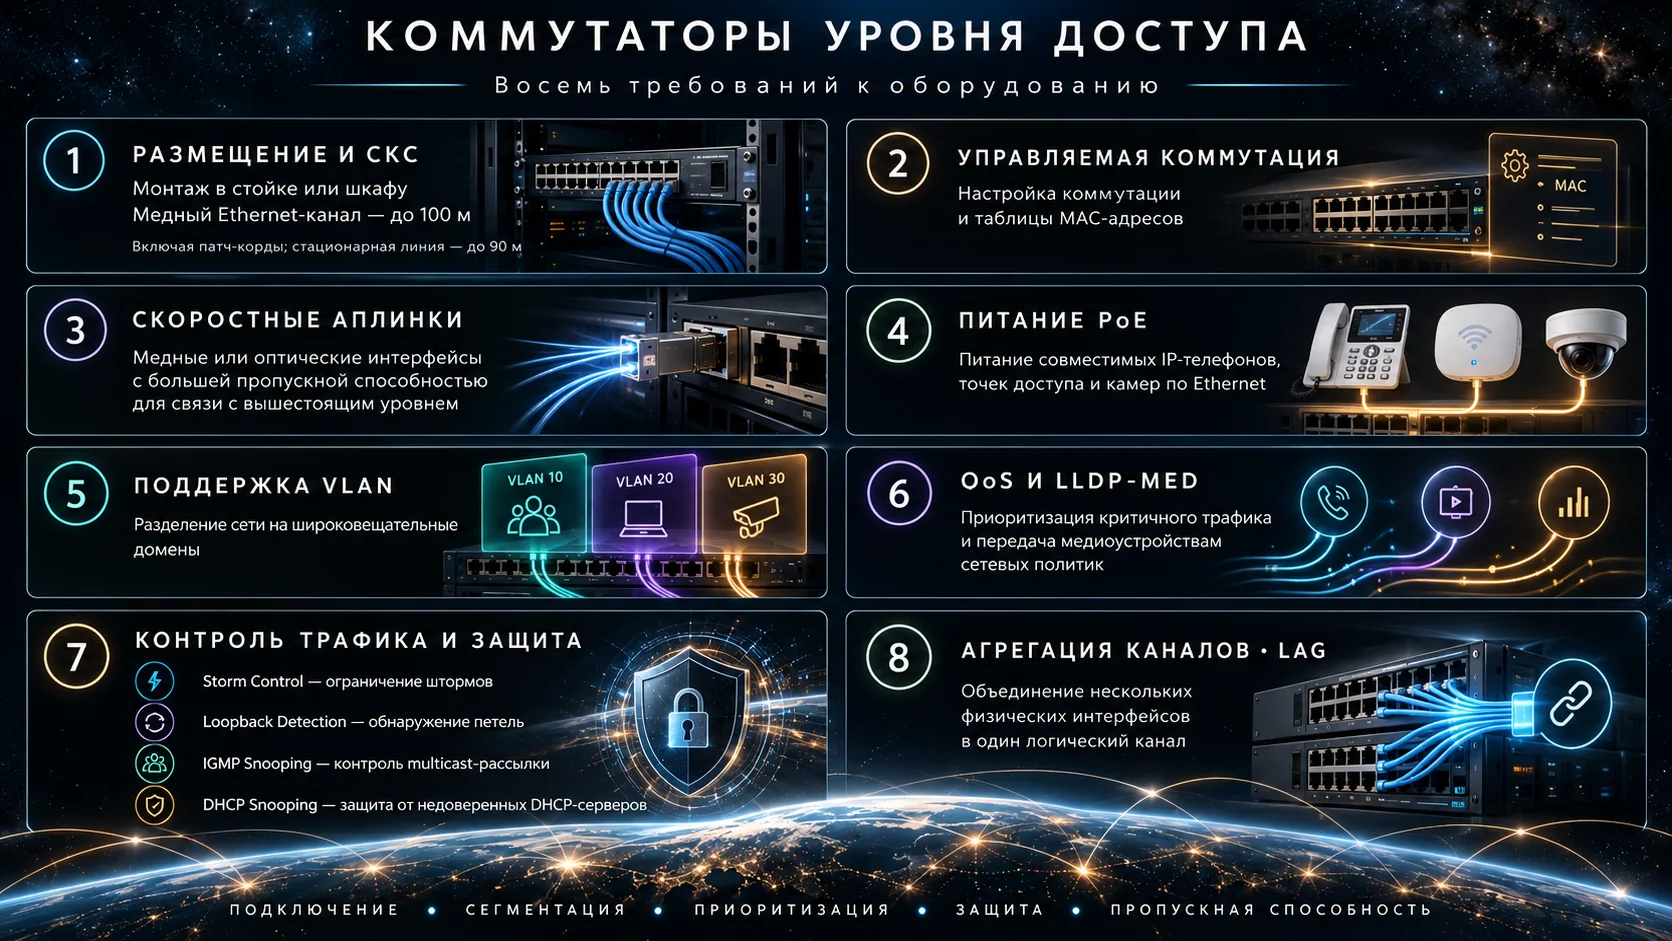 КОММУТАТОРЫ УРОВНЯ ДОСТУПА
Восемь требований к оборудованию
1
РАЗМЕЩЕНИЕ И СКС
Монтаж в стойке или шкафу
Медный Ethernet-канал — до 100 м
Включая патч-корды; стационарная линия — до 90 м
2
УПРАВЛЯЕМАЯ КОММУТАЦИЯ
Настройка коммутации
и таблицы MAC-адресов
MAC
3
СКОРОСТНЫЕ АПЛИНКИ
Медные или оптические интерфейсы
с большей пропускной способностью
для связи с вышестоящим уровнем
4
ПИТАНИЕ PoE
Питание совместимых IP-телефонов,
точек доступа и камер по Ethernet
5
ПОДДЕРЖКА VLAN
Разделение сети на широковещательные
домены
VLAN 10
VLAN 20
VLAN 30
6
OoS И LLDP-MED
Приоритизация критичного трафика
и передача медиоустройствам
сетевых политик
7
КОНТРОЛЬ ТРАФИКА И ЗАЩИТА
Storm Control — ограничение штормов
Loopback Detection — обнаружение петель
IGMP Snooping — контроль multicast-рассылки
DHCP Snooping — защита от недоверенных DHCP-серверов
8
АГРЕГАЦИЯ КАНАЛОВ • LAG
Объединение нескольких
физических интерфейсов
в один логический канал
ПОДКЛЮЧЕНИЕ • СЕГМЕНТАЦИЯ • ПРИОРИТИЗАЦИЯ • ЗАЩИТА • ПРОПУСКНАЯ СПОСОБНОСТЬ